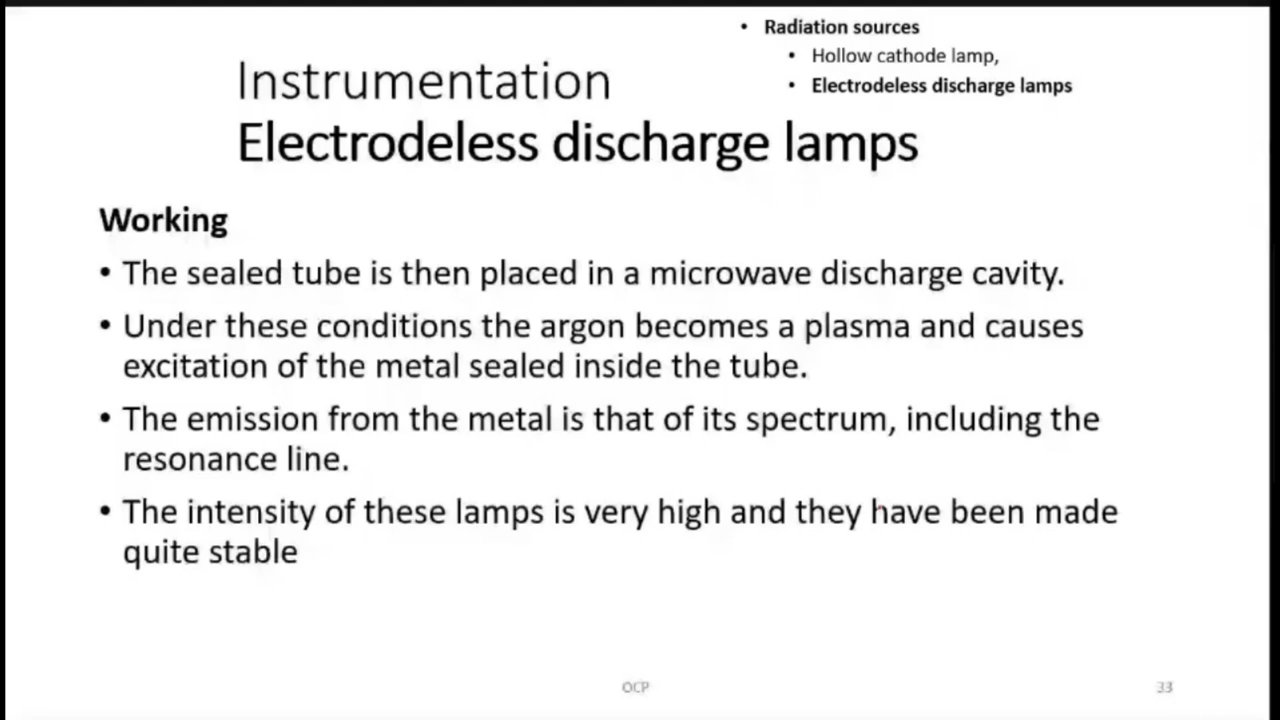 • Radiation sources
• Hollow cathode lamp,
• Electrodeless discharge lamps
Instrumentation
Electrodeless discharge lamps
Working
• The sealed tube is then placed in a microwave discharge cavity.
• Under these conditions the argon becomes a plasma and causes
excitation of the metal sealed inside the tube.
• The emission from the metal is that of its spectrum, including the
resonance line.
• The intensity of these lamps is very high and they have been made
quite stable
OCP
33